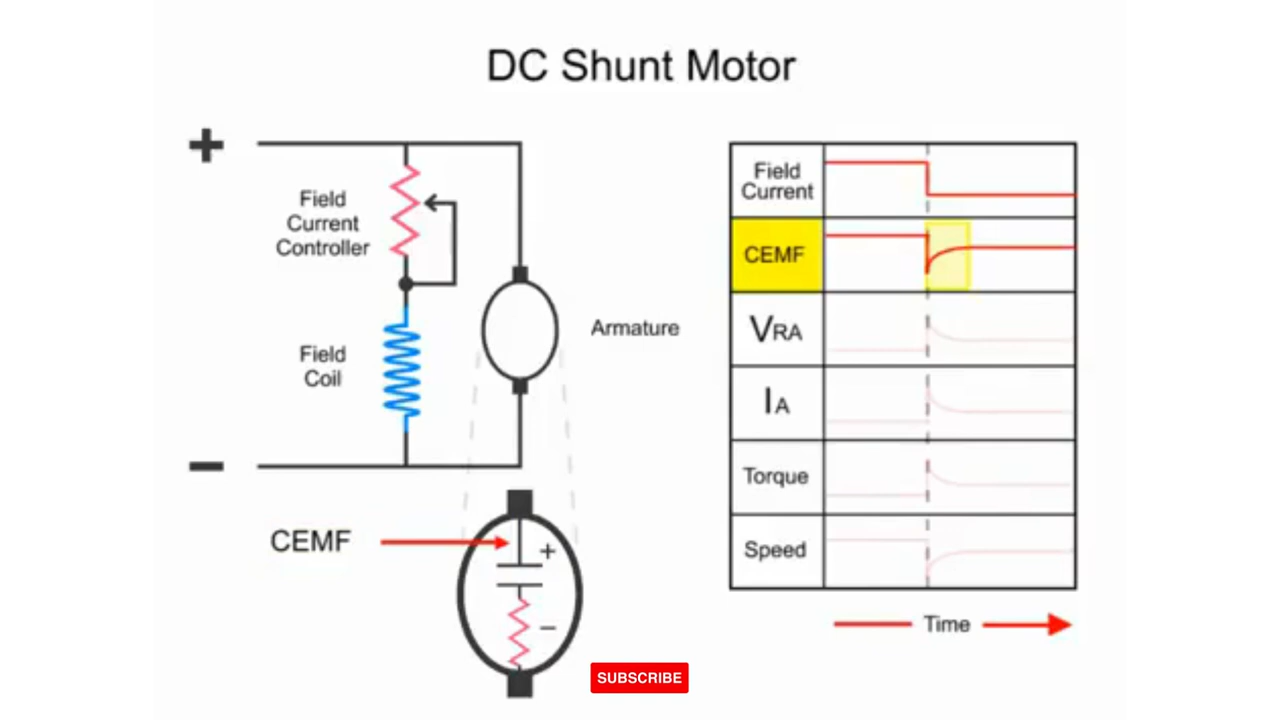 DC Shunt Motor
+
Field
Current
Controller
Field
Coil
−
Armature
CEMF
+
−
Field
Current
CEMF
VRA
IA
Torque
Speed
Time
SUBSCRIBE